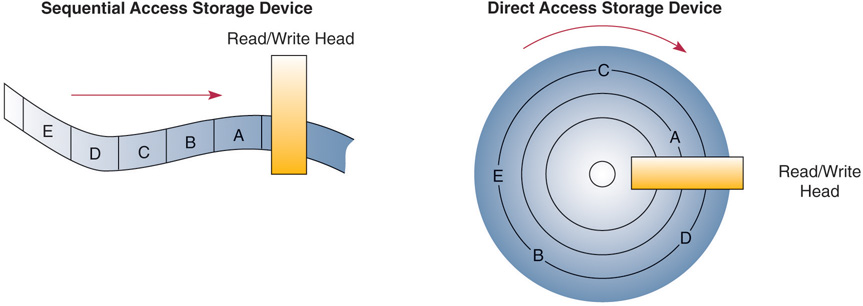 Sequential Access Storage Device
Read/Write Head
E
D
C
B
A
Direct Access Storage Device
C
A
E
B
D
Read/Write
Head